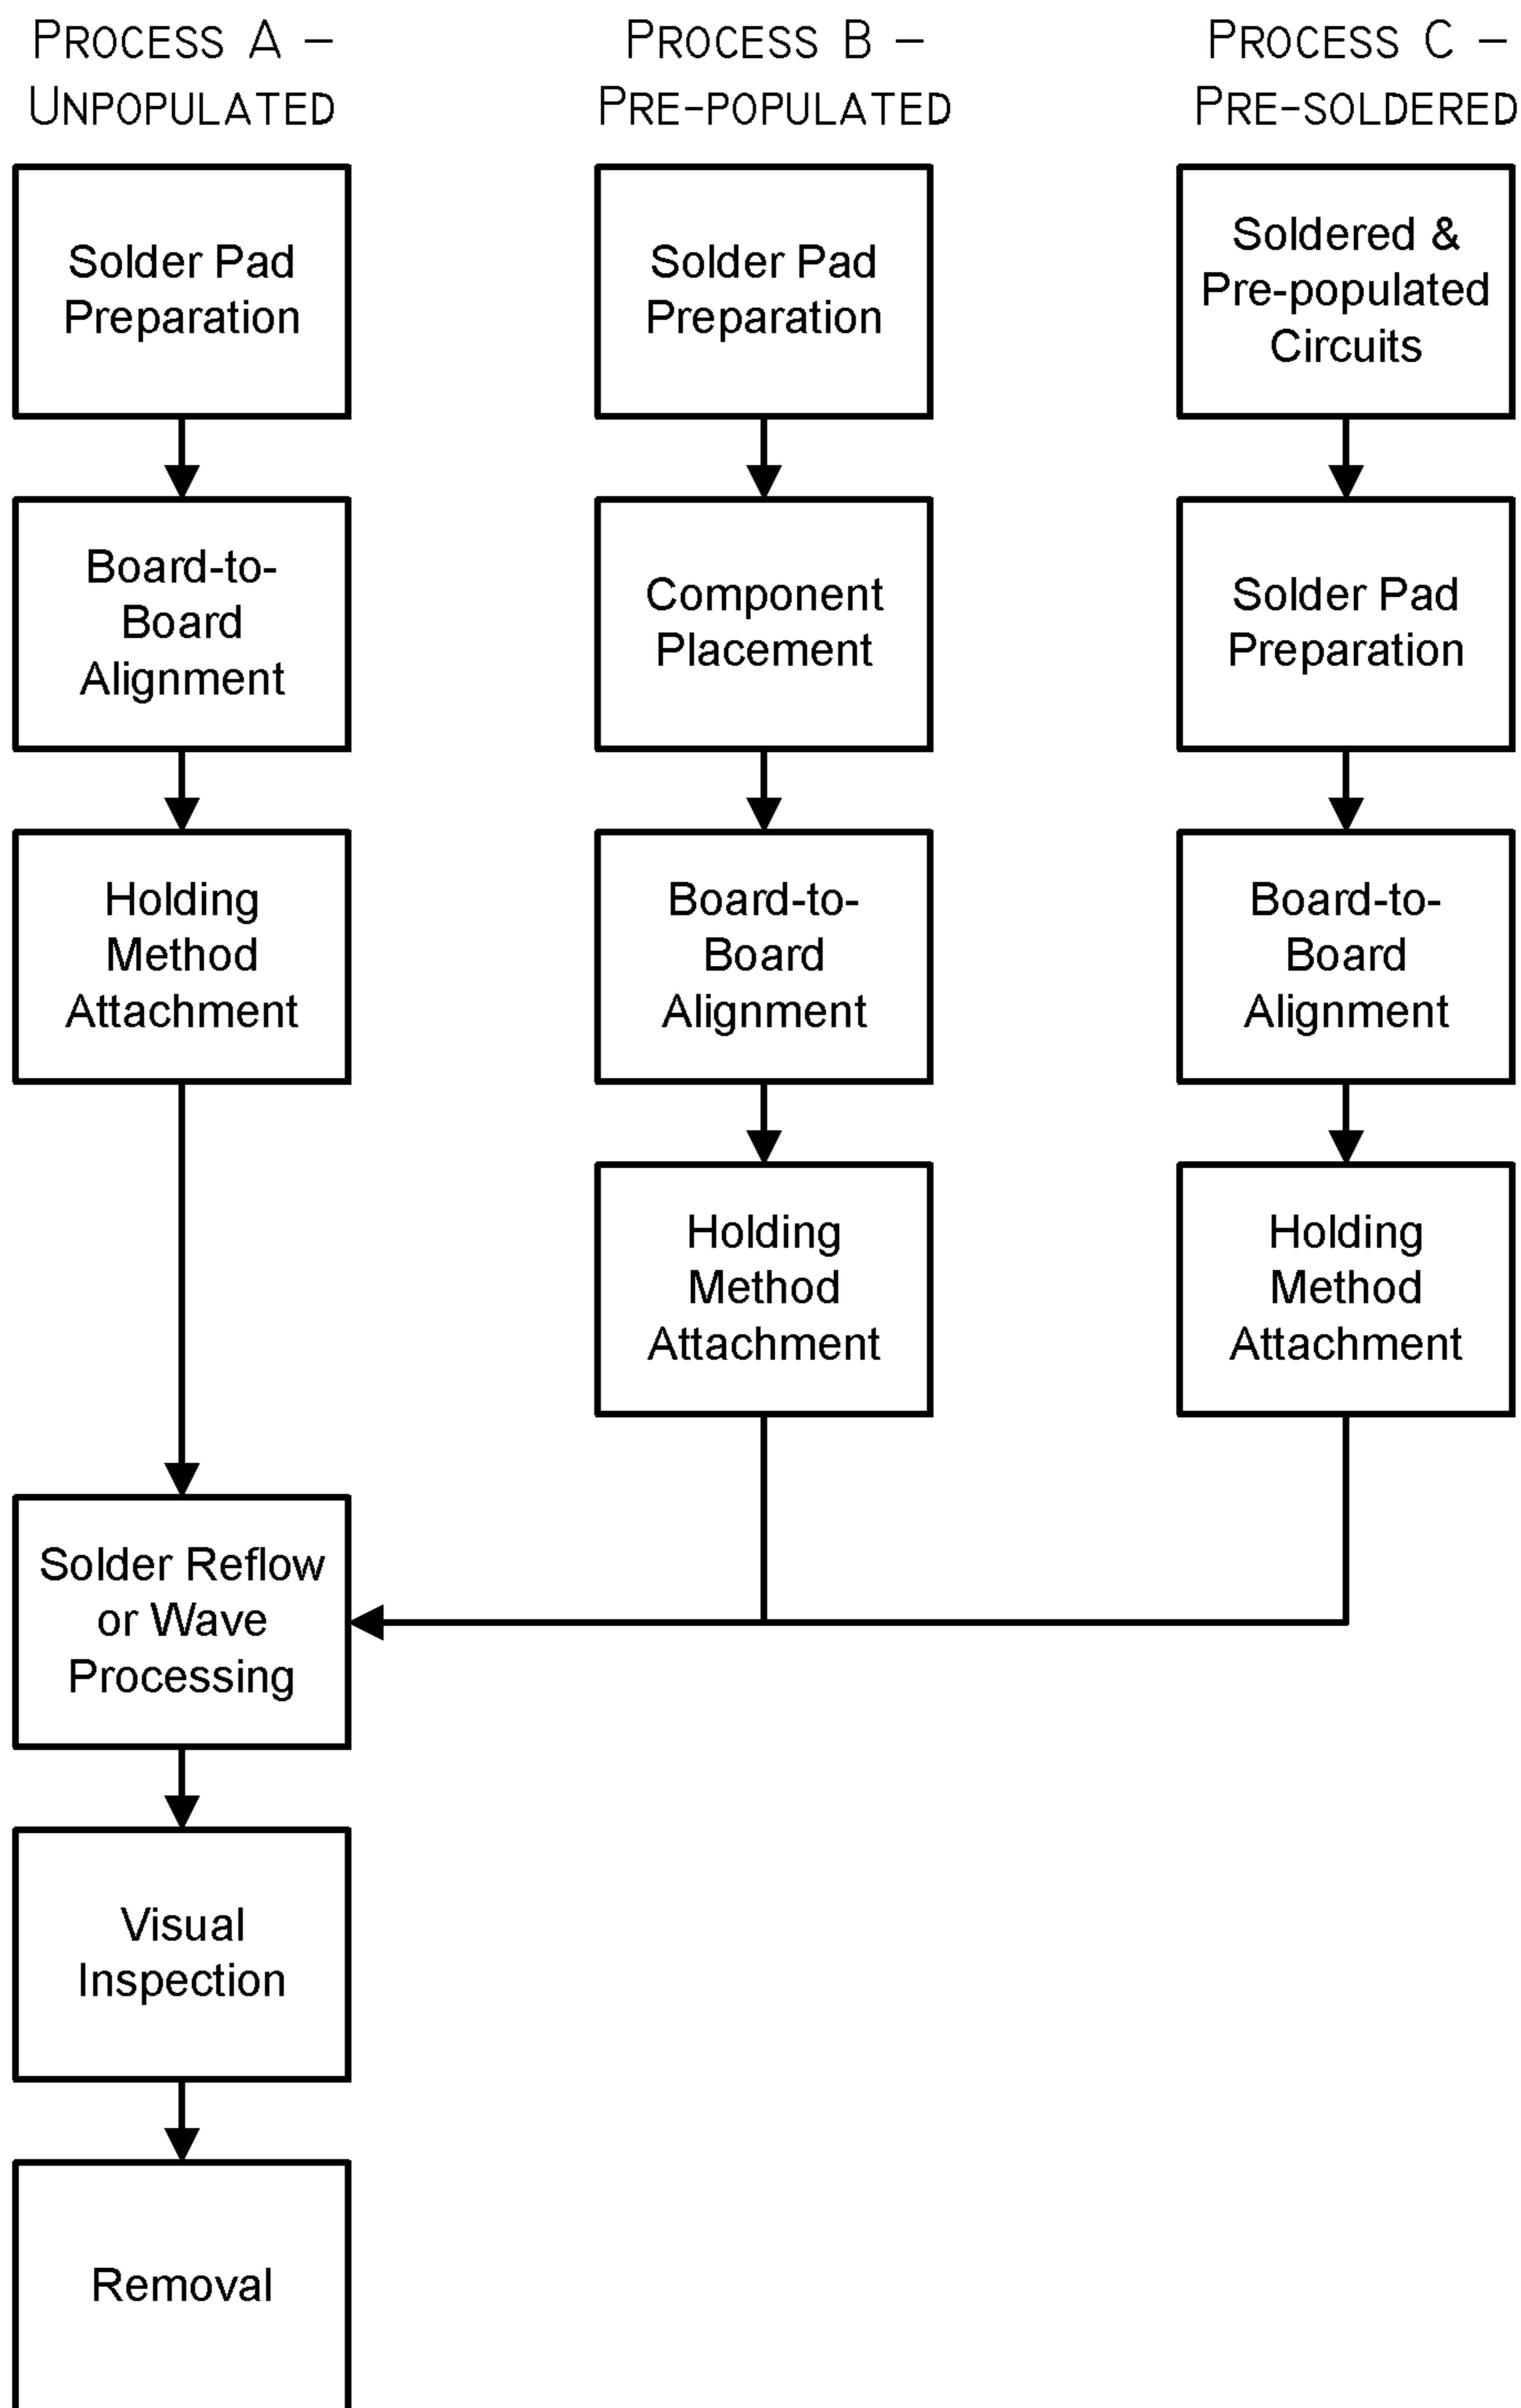 PROCESS A –
UNPOPULATED
Solder Pad
Preparation
Board-to-
Board
Alignment
Holding
Method
Attachment
Solder Reflow
or Wave
Processing
Visual
Inspection
Removal
PROCESS B –
PRE-POPULATED
Solder Pad
Preparation
Component
Placement
Board-to-
Board
Alignment
Holding
Method
Attachment
PROCESS C –
PRE-SOLDERED
Soldered &
Pre-populated
Circuits
Solder Pad
Preparation
Board-to-
Board
Alignment
Holding
Method
Attachment